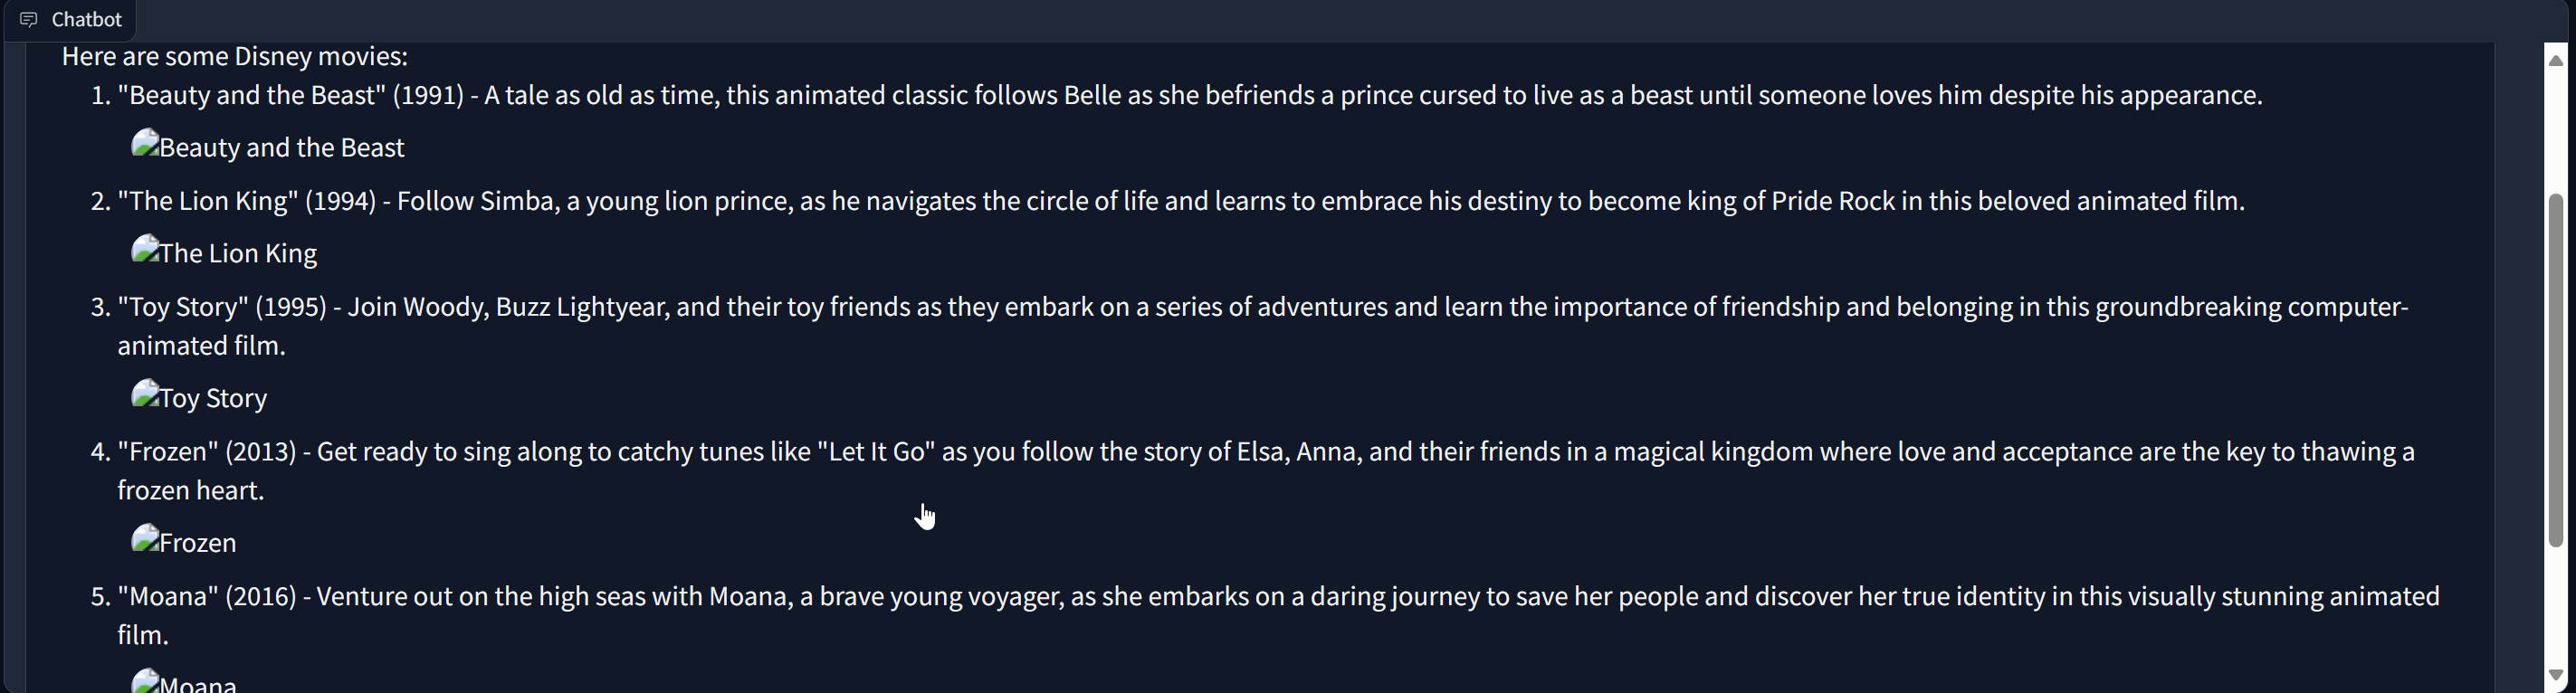 Chatbot
Here are some Disney movies:
1. "Beauty and the Beast" (1991) - A tale as old as time, this animated classic follows Belle as she befriends a prince cursed to live as a beast until someone loves him despite his appearance.
Beauty and the Beast
2. "The Lion King" (1994) - Follow Simba, a young lion prince, as he navigates the circle of life and learns to embrace his destiny to become king of Pride Rock in this beloved animated film.
The Lion King
3. "Toy Story" (1995) - Join Woody, Buzz Lightyear, and their toy friends as they embark on a series of adventures and learn the importance of friendship and belonging in this groundbreaking computer-
animated film.
Toy Story
4. "Frozen" (2013) - Get ready to sing along to catchy tunes like "Let It Go" as you follow the story of Elsa, Anna, and their friends in a magical kingdom where love and acceptance are the key to thawing a
frozen heart.
Frozen
5. "Moana" (2016) - Venture out on the high seas with Moana, a brave young voyager, as she embarks on a daring journey to save her people and discover her true identity in this visually stunning animated
film.
Moana